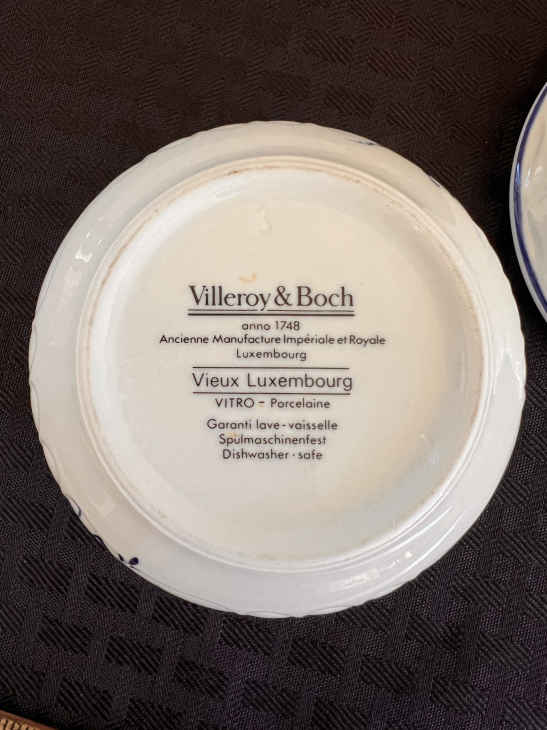 Villeroy & Boch
anno 1748
Ancienne Manufacture Impériale et Royale
Luxembourg
Vieux Luxembourg
VITRO - Porcelaine
Garanti lave-vaisselle
Spülmaschinenfest
Dishwasher-safe